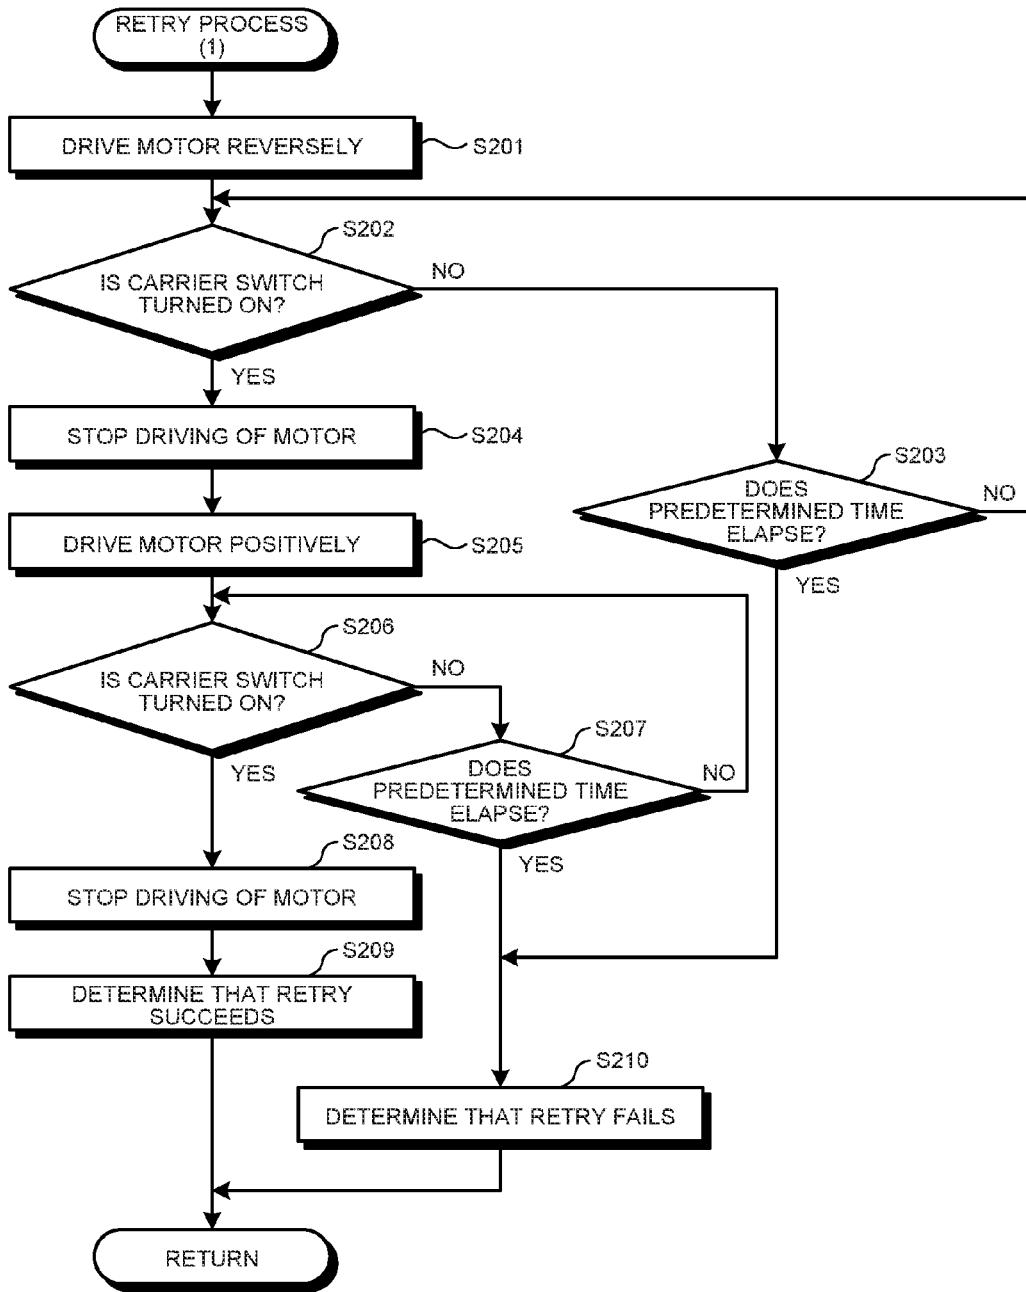 RETRY PROCESS
(1)
DRIVE MOTOR REVERSELY
S201
S202
IS CARRIER SWITCH
TURNED ON?
NO
YES
STOP DRIVING OF MOTOR
S204
S203
DOES
PREDETERMINED TIME
ELAPSE?
NO
YES
DRIVE MOTOR POSITIVELY
S205
S206
IS CARRIER SWITCH
TURNED ON?
NO
YES
S207
DOES
PREDETERMINED TIME
ELAPSE?
NO
YES
S208
STOP DRIVING OF MOTOR
S209
DETERMINE THAT RETRY
SUCCEEDS
S210
DETERMINE THAT RETRY FAILS
RETURN